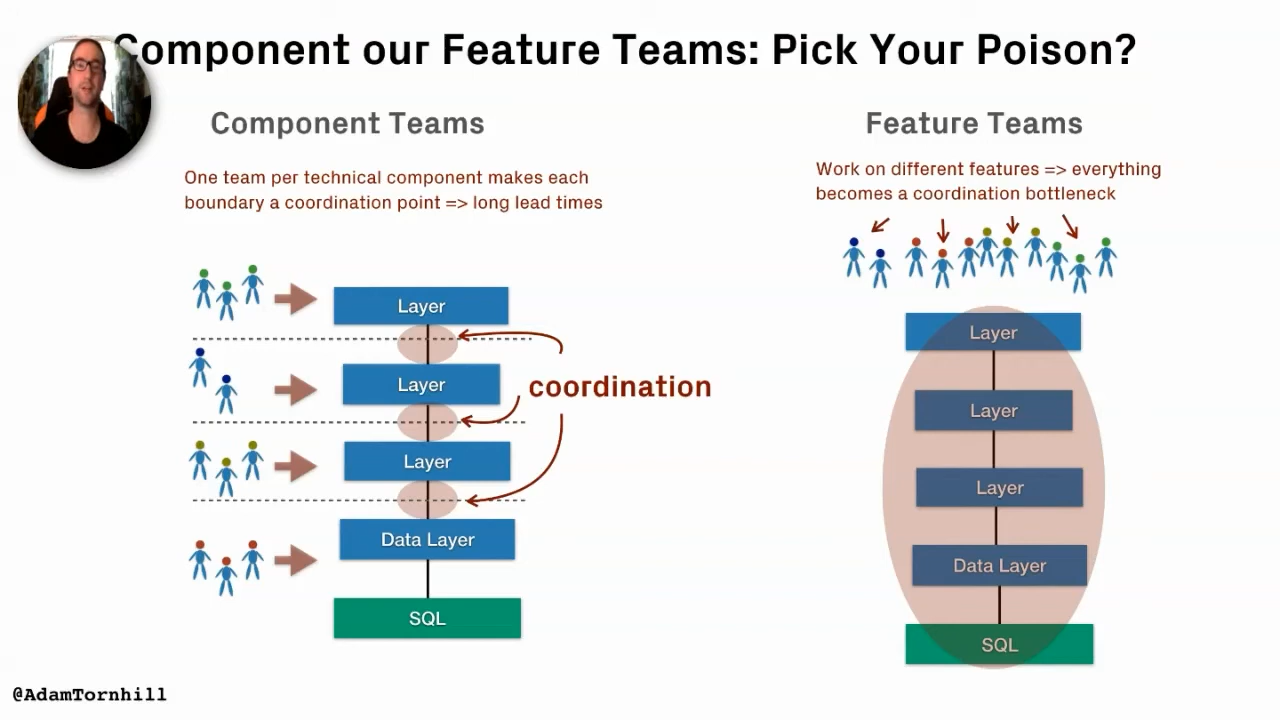 Component our Feature Teams: Pick Your Poison?
Component Teams
One team per technical component makes each
boundary a coordination point => long lead times
Layer
Layer
coordination
Layer
Data Layer
SQL
Feature Teams
Work on different features => everything
becomes a coordination bottleneck
Layer
Layer
Layer
Data Layer
SQL
@AdamTornhill